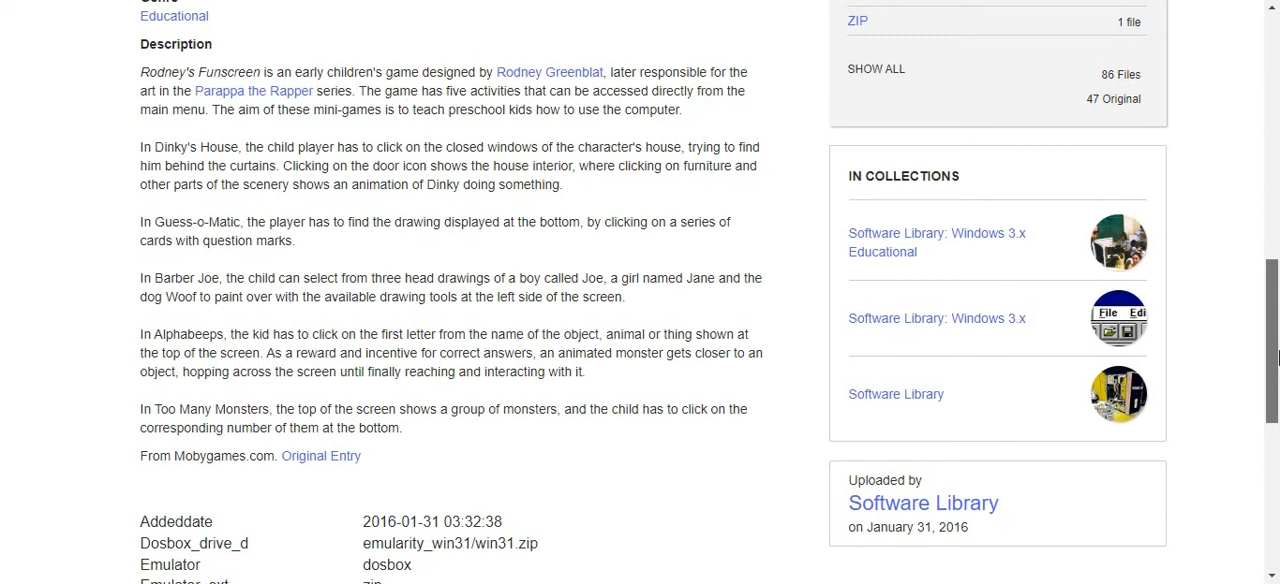 Educational
Description
Rodney's Funscreen is an early children's game designed by Rodney Greenblat, later responsible for the
art in the Parappa the Rapper series. The game has five activities that can be accessed directly from the
main menu. The aim of these mini-games is to teach preschool kids how to use the computer.
In Dinky's House, the child player has to click on the closed windows of the character's house, trying to find
him behind the curtains. Clicking on the door icon shows the house interior, where clicking on furniture and
other parts of the scenery shows an animation of Dinky doing something.
In Guess-o-Matic, the player has to find the drawing displayed at the bottom, by clicking on a series of
cards with question marks.
In Barber Joe, the child can select from three head drawings of a boy called Joe, a girl named Jane and the
dog Woof to paint over with the available drawing tools at the left side of the screen.
In Alphabeeps, the kid has to click on the first letter from the name of the object, animal or thing shown at
the top of the screen. As a reward and incentive for correct answers, an animated monster gets closer to an
object, hopping across the screen until finally reaching and interacting with it.
In Too Many Monsters, the top of the screen shows a group of monsters, and the child has to click on the
corresponding number of them at the bottom.
From Mobygames.com. Original Entry
Addeddate 2016-01-31 03:32:38
Dosbox_drive_d emularity_win31/win31.zip
Emulator dosbox
Emulator_ext zip
ZIP 1 file
SHOW ALL 86 Files
47 Original
IN COLLECTIONS
Software Library: Windows 3.x
Educational
Software Library: Windows 3.x
File Edi
Software Library
Uploaded by
Software Library
on January 31, 2016